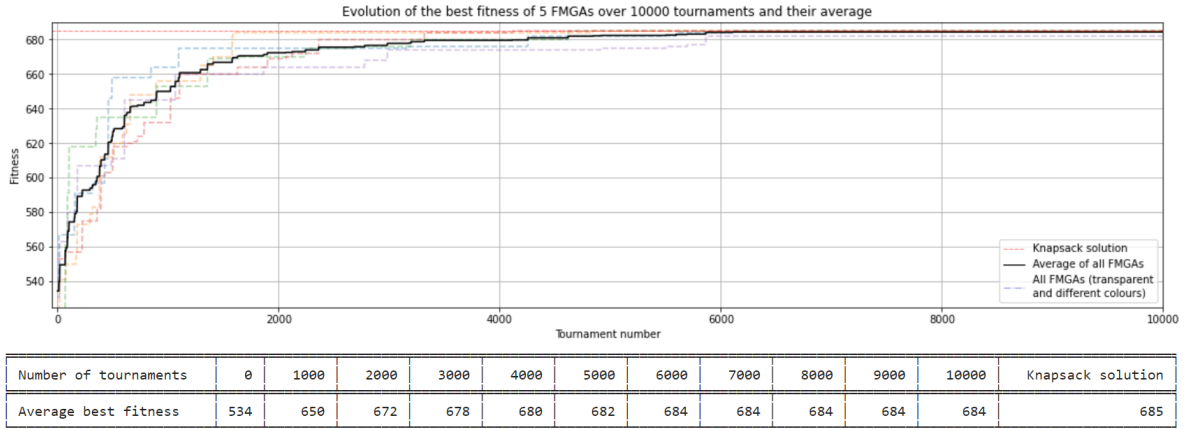 Evolution of the best fitness of 5 FMGAs over 10000 tournaments and their average
Fitness
680
660
640
620
600
580
560
540
Knapsack solution
Average of all FMGAs
All FMGAs (transparent
and different colours)
0 2000 4000 6000 8000 10000
Tournament number
Number of tournaments 0 1000 2000 3000 4000 5000 6000 7000 8000 9000 10000 Knapsack solution
Average best fitness 534 650 672 678 680 682 684 684 684 684 684 685